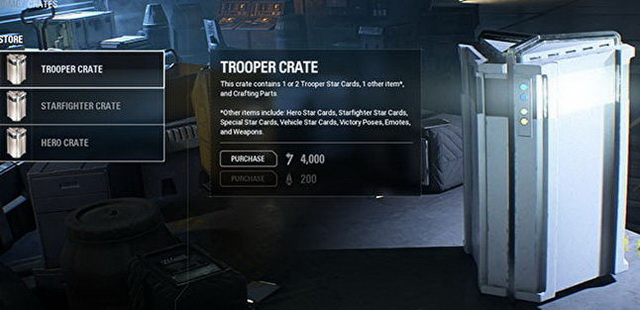 CRATES
STORE
TROOPER CRATE
STARFIGHTER CRATE
HERO CRATE
TROOPER CRATE
This crate contains 1 or 2 Trooper Star Cards, 1 other item*,
and Crafting Parts.
*Other items include: Hero Star Cards, Starfighter Star Cards,
Special Star Cards, Vehicle Star Cards, Victory Poses, Emotes,
and Weapons.
PURCHASE 4,000
PURCHASE 200